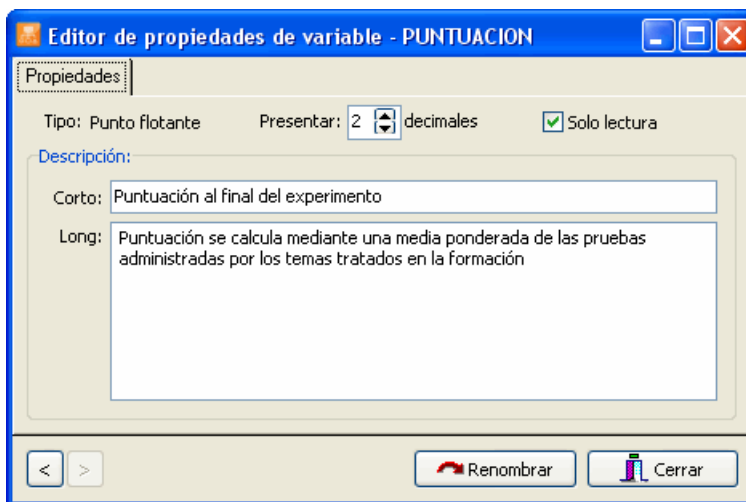 Editor de propiedades de variable - PUNTUACION
Propiedades
Tipo: Punto flotante Presentar: 2 decimales Solo lectura
Descripción:
Corto: Puntuación al final del experimento
Long: Puntuación se calcula mediante una media ponderada de las pruebas
administradas por los temas tratados en la formación
< > Renombrar Cerrar